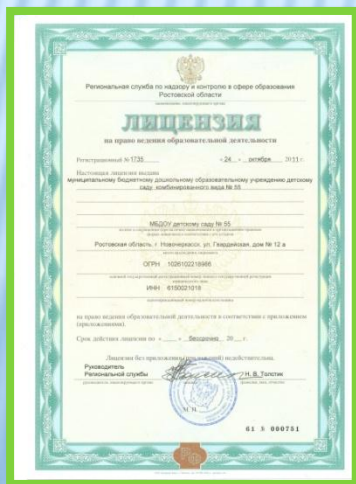 Региональная служба по надзору и контролю в сфере образования
Ростовской области
ЛИЦЕНЗИЯ
на право ведения образовательной деятельности
Регистрационный № 1735 « 24 » октября 2011 г.
Настоящая лицензия выдана
муниципальному бюджетному дошкольному образовательному учреждению детскому
саду комбинированного вида № 55
МБДОУ детскому саду № 55
Ростовская область, г. Новочеркасск, ул. Гвардейская, дом № 12 а
ОГРН 1026102218966
ИНН 6150021018
на право ведения образовательной деятельности в соответствии с приложением
(приложениями).
Срок действия лицензии по « » бессрочно 20 г.
Лицензия без приложения (приложений) недействительна.
Руководитель
Региональной службы Н. В. Толстик
М.П.
61 № 000781